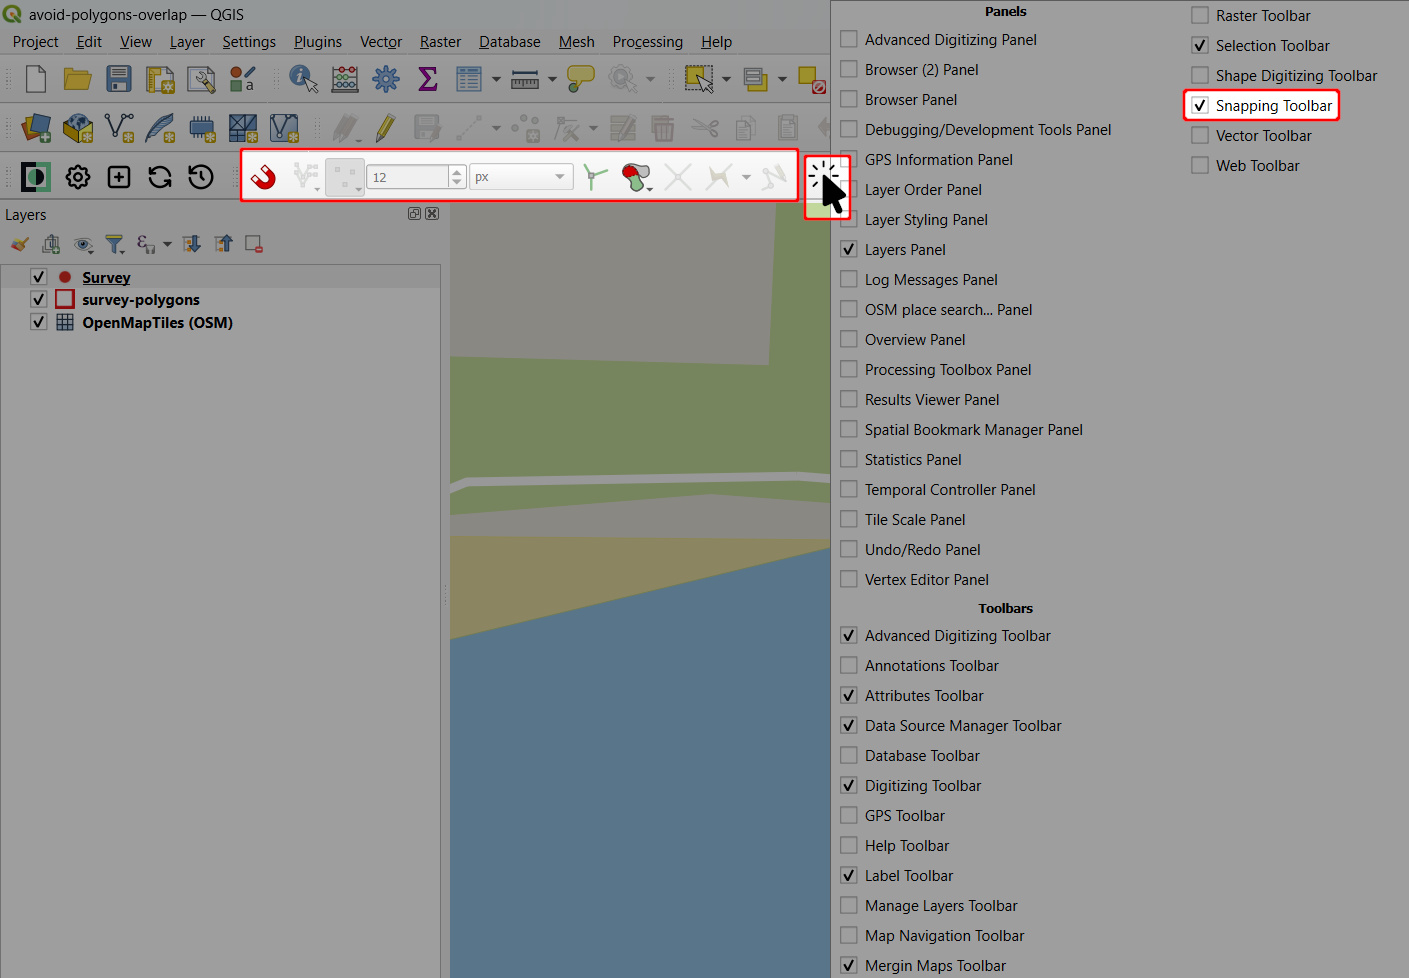 avoid-polygons-overlap — QGIS
Project Edit View Layer Settings Plugins Vector Raster Database Mesh Processing Help
12 px
Layers
Survey
survey-polygons
OpenMapTiles (OSM)
Panels
Advanced Digitizing Panel
Browser (2) Panel
Browser Panel
Debugging/Development Tools Panel
GPS Information Panel
Layer Order Panel
Layer Styling Panel
Layers Panel
Log Messages Panel
OSM place search... Panel
Overview Panel
Processing Toolbox Panel
Results Viewer Panel
Spatial Bookmark Manager Panel
Statistics Panel
Temporal Controller Panel
Tile Scale Panel
Undo/Redo Panel
Vertex Editor Panel
Toolbars
Advanced Digitizing Toolbar
Annotations Toolbar
Attributes Toolbar
Data Source Manager Toolbar
Database Toolbar
Digitizing Toolbar
GPS Toolbar
Help Toolbar
Label Toolbar
Manage Layers Toolbar
Map Navigation Toolbar
Mergin Maps Toolbar
Raster Toolbar
Selection Toolbar
Shape Digitizing Toolbar
Snapping Toolbar
Vector Toolbar
Web Toolbar